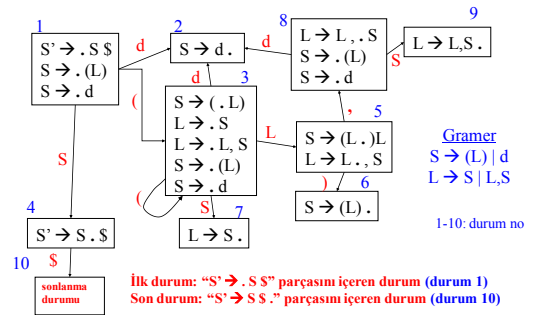 1
S' → . S $
S → . (L)
S → . d
d
2
S → d .
d
8
L → L , . S
S → . (L)
S → . d
S
9
L → L,S .
(
d
3
S → ( . L)
L → . S
L → . L, S
S → . (L)
S → . d
(
L
,
5
S → (L . )L
L → L . , S
)
6
S → (L) .
Gramer
S → (L) | d
L → S | L,S
1-10: durum no
S
4
S' → S . $
S
7
L → S .
10
$
sonlanma
durumu
İlk durum: “S' → . S $” parçasını içeren durum (durum 1)
Son durum: “S' → S $ .” parçasını içeren durum (durum 10)